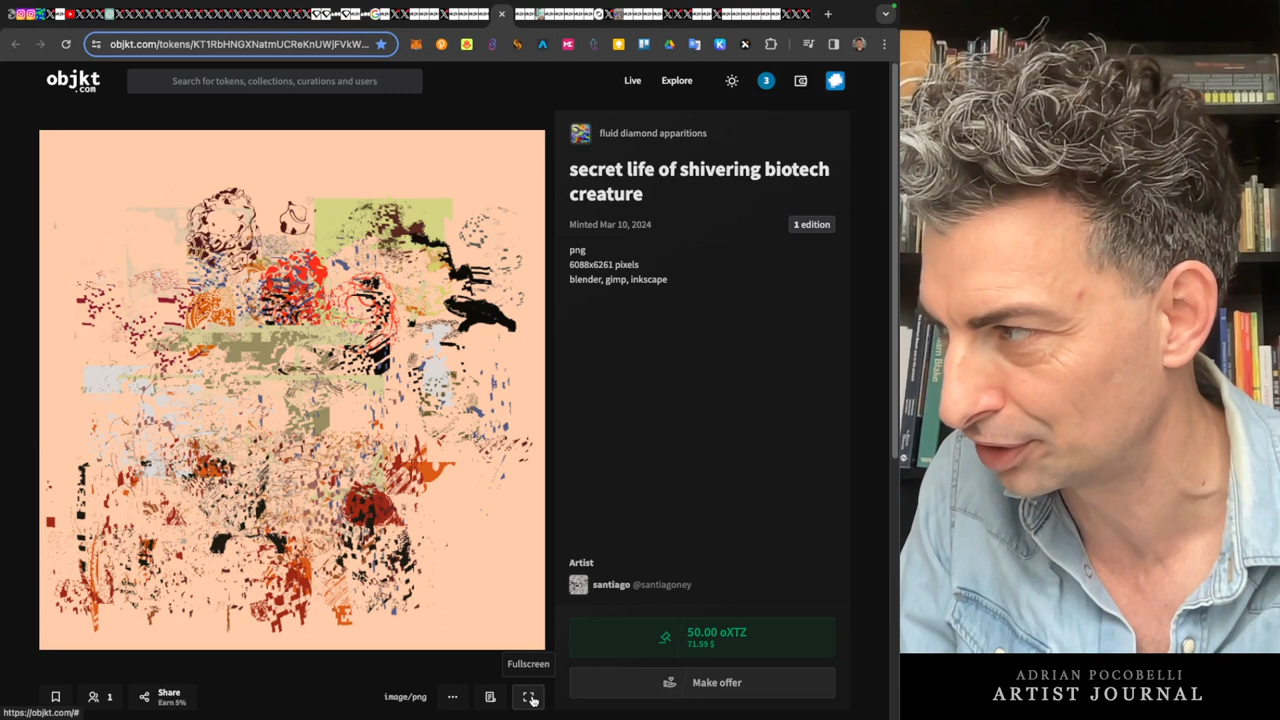 objkt.com/tokens/KT1RbHNGXNatmUCReKnUWjFVkW...
objkt
.com
Search for tokens, collections, curations and users
Live
Explore
3
fluid diamond apparitions
secret life of shivering biotech
creature
Minted Mar 10, 2024
1 edition
png
6088x6261 pixels
blender, gimp, inkscape
Artist
santiago @santiagoney
50.00 oXTZ
71.59 $
Make offer
Fullscreen
1
Share
Earn 5%
image/png
https://objkt.com/#
ADRIAN POCOBELLI
ARTIST JOURNAL